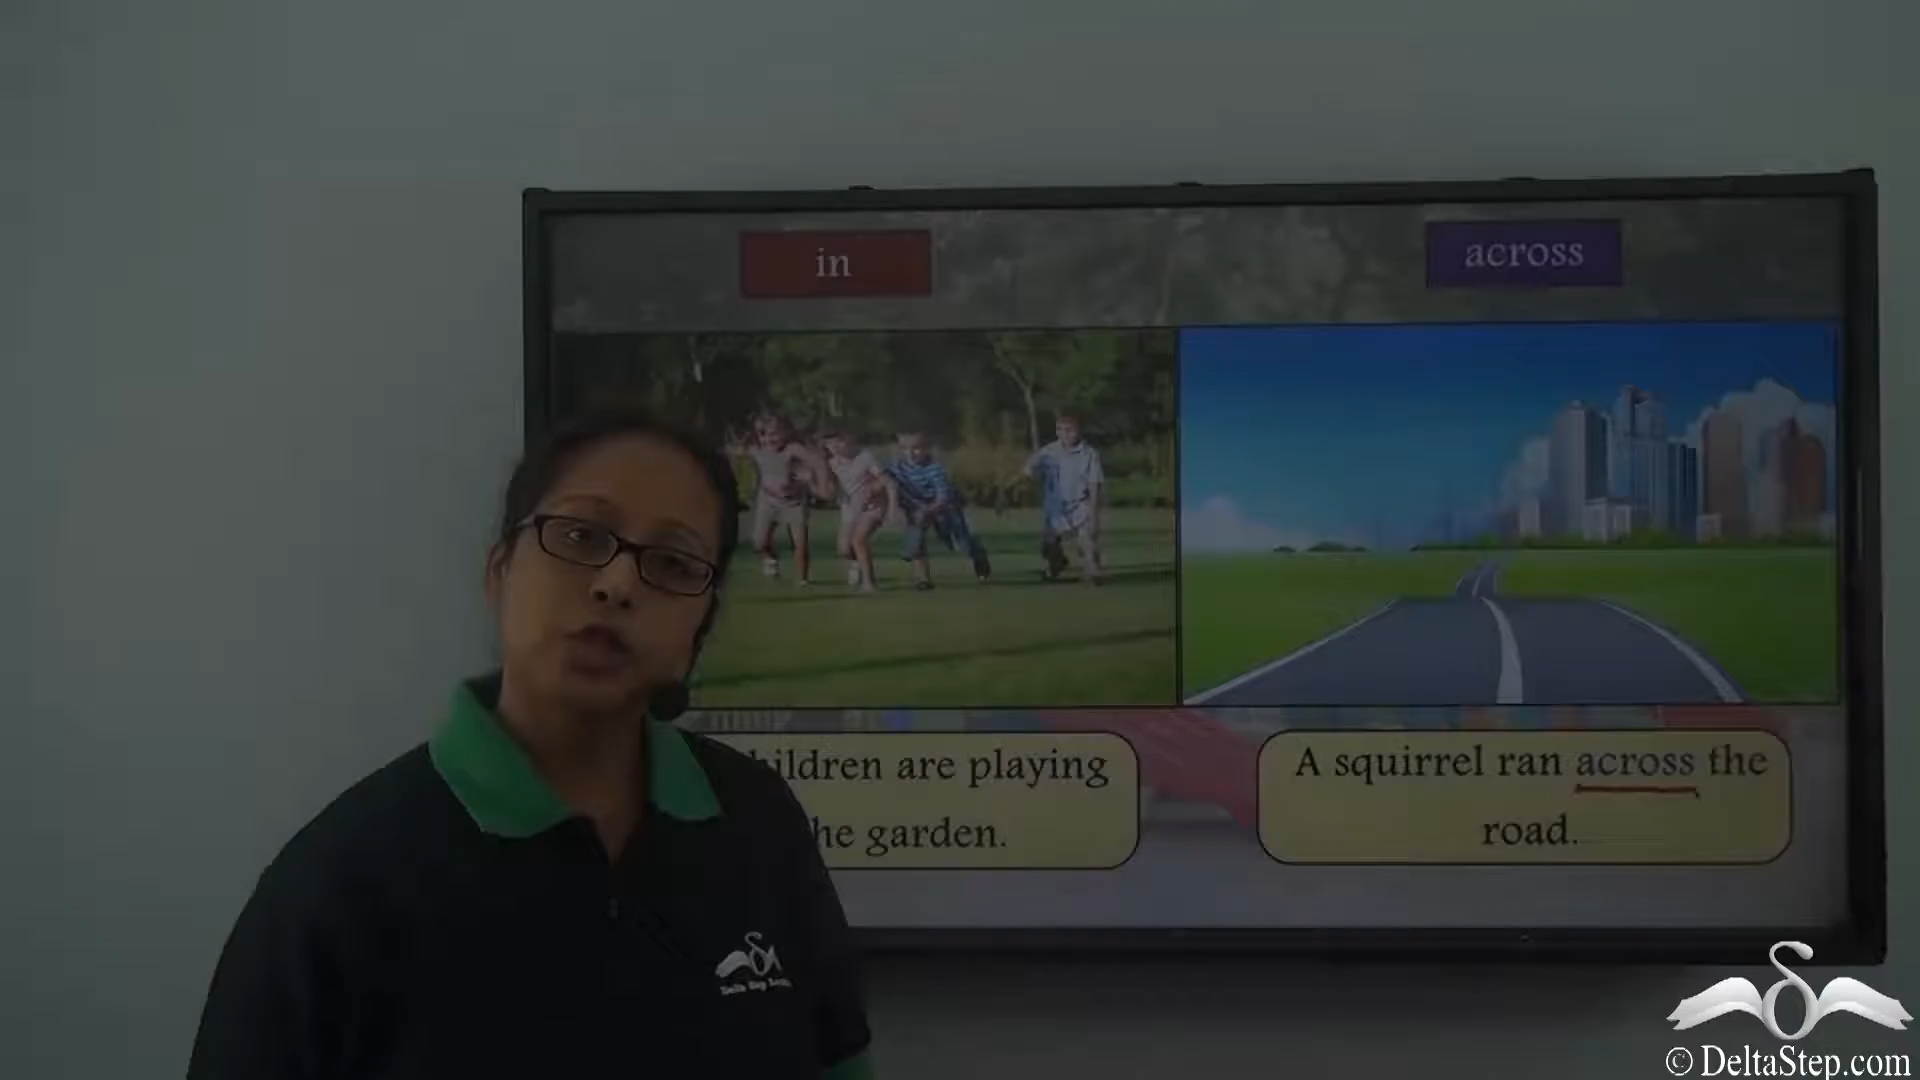 in
across
hildren are playing
he garden.
A squirrel ran across the
road.
© DeltaStep.com